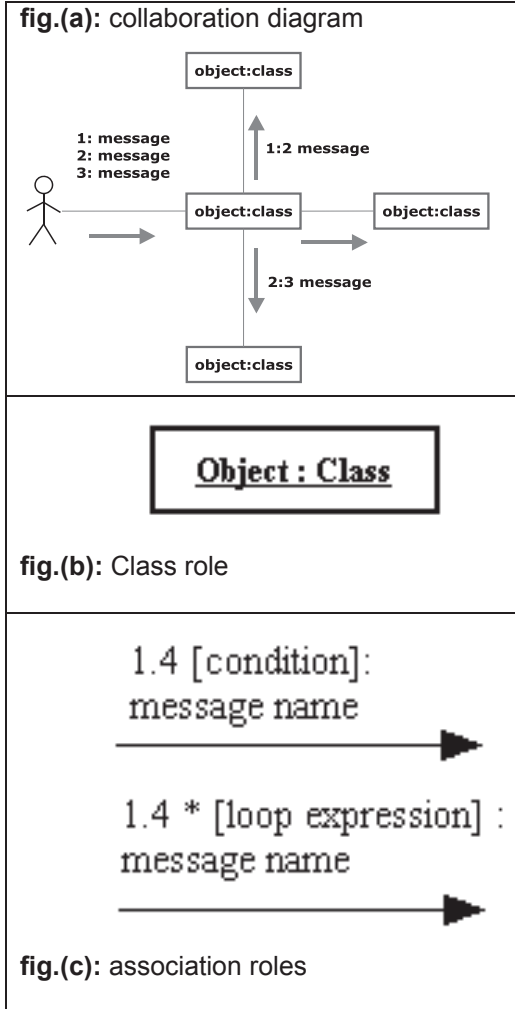 fig.(a): collaboration diagram
object:class
1: message
2: message
3: message
1:2 message
object:class
object:class
2:3 message
object:class
Object : Class
fig.(b): Class role
1.4 [condition]:
message name
1.4 * [loop expression] :
message name
fig.(c): association roles